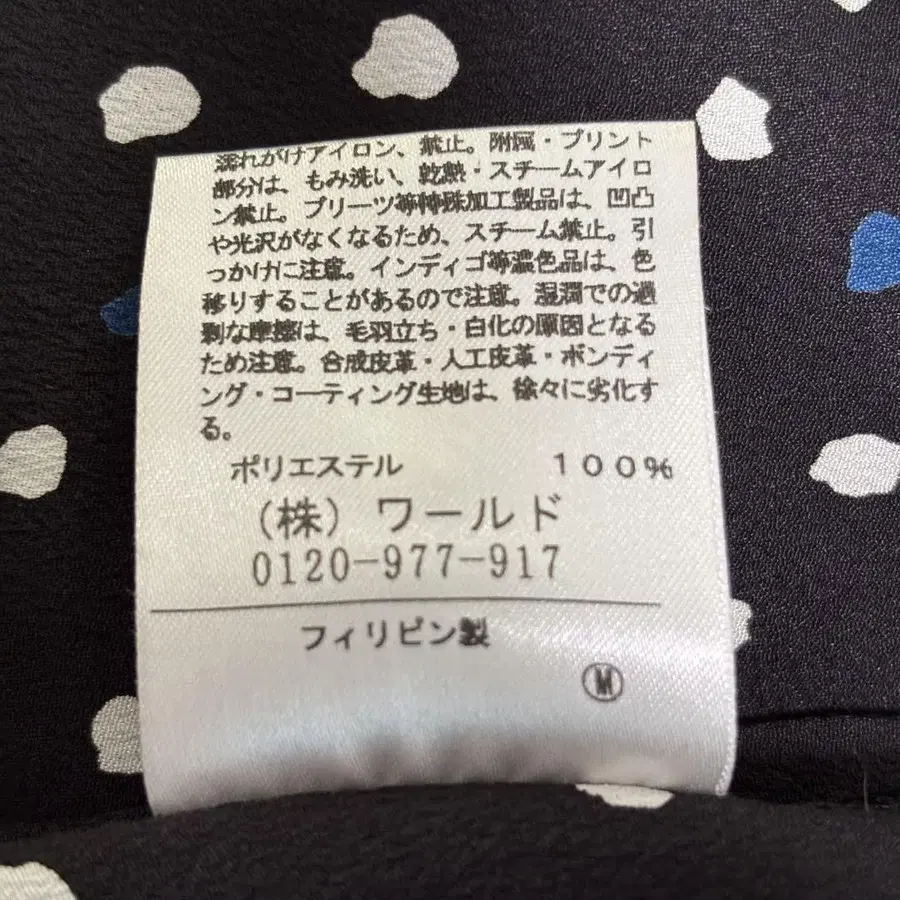 濡れがけアイロン、禁止。附属・プリント
部分は、もみ洗い、乾熱・スチームアイロ
ン禁止。プリーツ等特殊加工製品は、凹凸
や光沢がなくなるため、スチーム禁止。引
っかけに注意。インディゴ等濃色品は、色
移りすることがあるので注意。湿潤での過
剰な摩擦は、毛羽立ち・白化の原因となる
ため注意。合成皮革・人工皮革・ボンディ
ング・コーティング生地は、徐々に劣化す
る。
ポリエステル 100%
(株) ワールド
0120-977-917
フィリピン製
Ⓜ